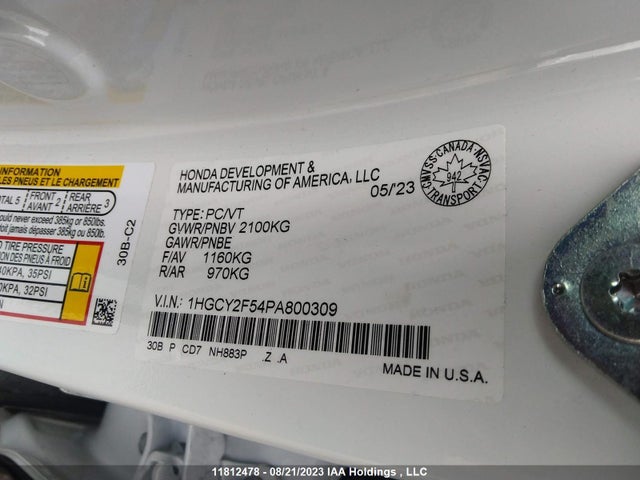 INFORMATION
LES PNEUS ET LE CHARGEMENT
TOTAL 5 FRONT AVANT 2 REAR ARRIÈRE 3
should never exceed 385kg or 850lbs.
doit jamais dépasser 385kg ou 850lb.
TIRE PRESSURE
DES PNEUS À FROID
KPA, 35PSI
KPA, 32PSI
30B-C2
HONDA DEVELOPMENT &
MANUFACTURING OF AMERICA, LLC
05/'23
CMVSS·CANADA·NSVAC
942
TRANSPORT
TYPE: PC/VT
GVWR/PNBV 2100KG
GAWR/PNBE
F/AV 1160KG
R/AR 970KG
V.I.N.: 1HGCY2F54PA800309
30B P CD7 NH883P .Z .A
MADE IN U.S.A.
11812478 - 08/21/2023 IAA Holdings , LLC